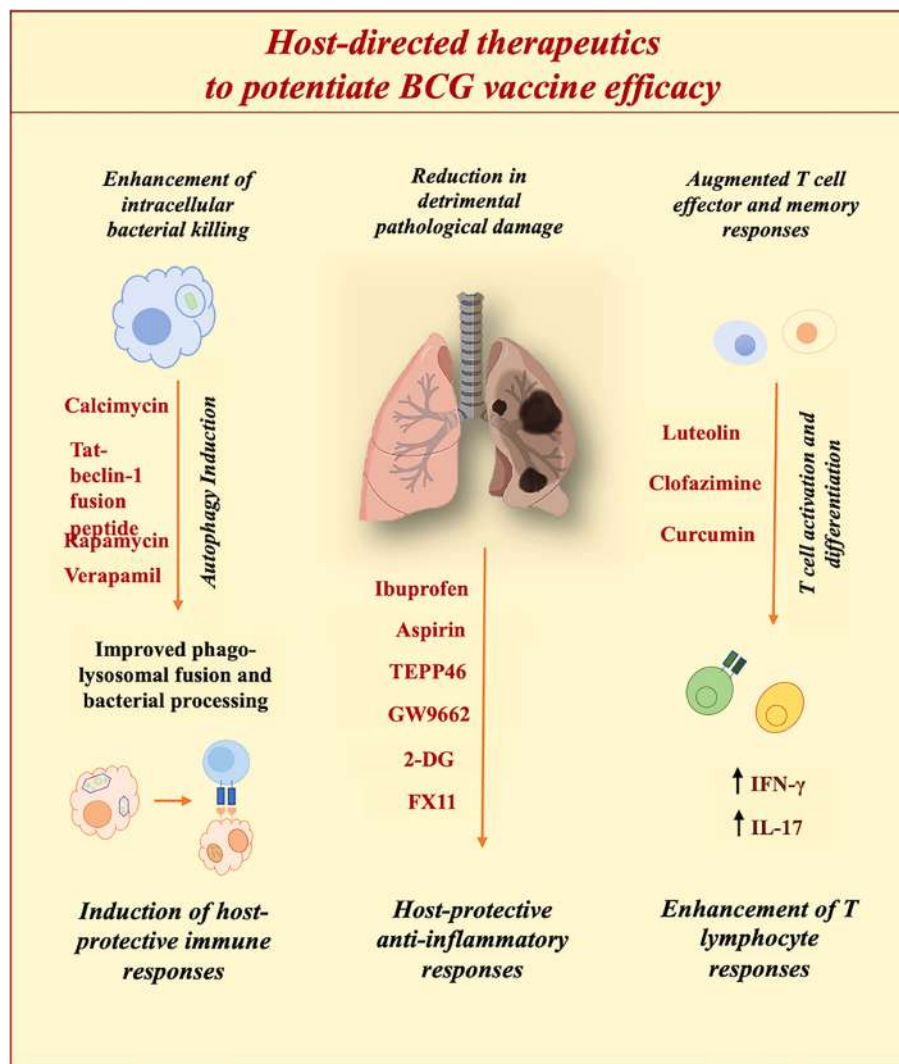 Host-directed therapeutics
to potentiate BCG vaccine efficacy
Enhancement of
intracellular
bacterial killing
Calcimycin
Tat-
beclin-1
fusion
peptide
Rapamycin
Verapamil
Autophagy Induction
Improved phago-
lysosomal fusion and
bacterial processing
Induction of host-
protective immune
responses
Reduction in
detrimental
pathological damage
Ibuprofen
Aspirin
TEPP46
GW9662
2-DG
FX11
Host-protective
anti-inflammatory
responses
Augmented T cell
effector and memory
responses
Luteolin
Clofazimine
Curcumin
T cell activation and
differentiation
↑ IFN-γ
↑ IL-17
Enhancement of T
lymphocyte
responses